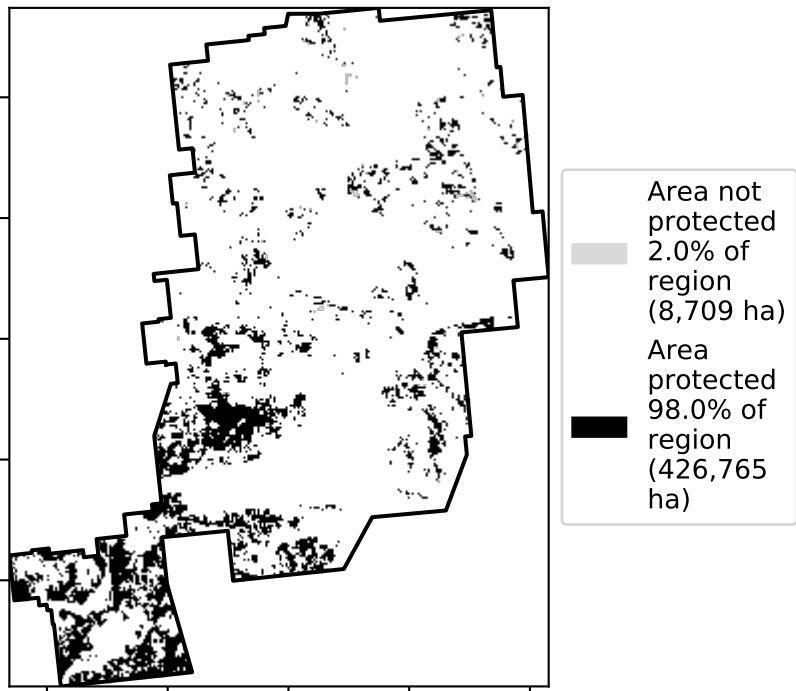 Area not
protected
2.0% of
region
(8,709 ha)
Area
protected
98.0% of
region
(426,765
ha)